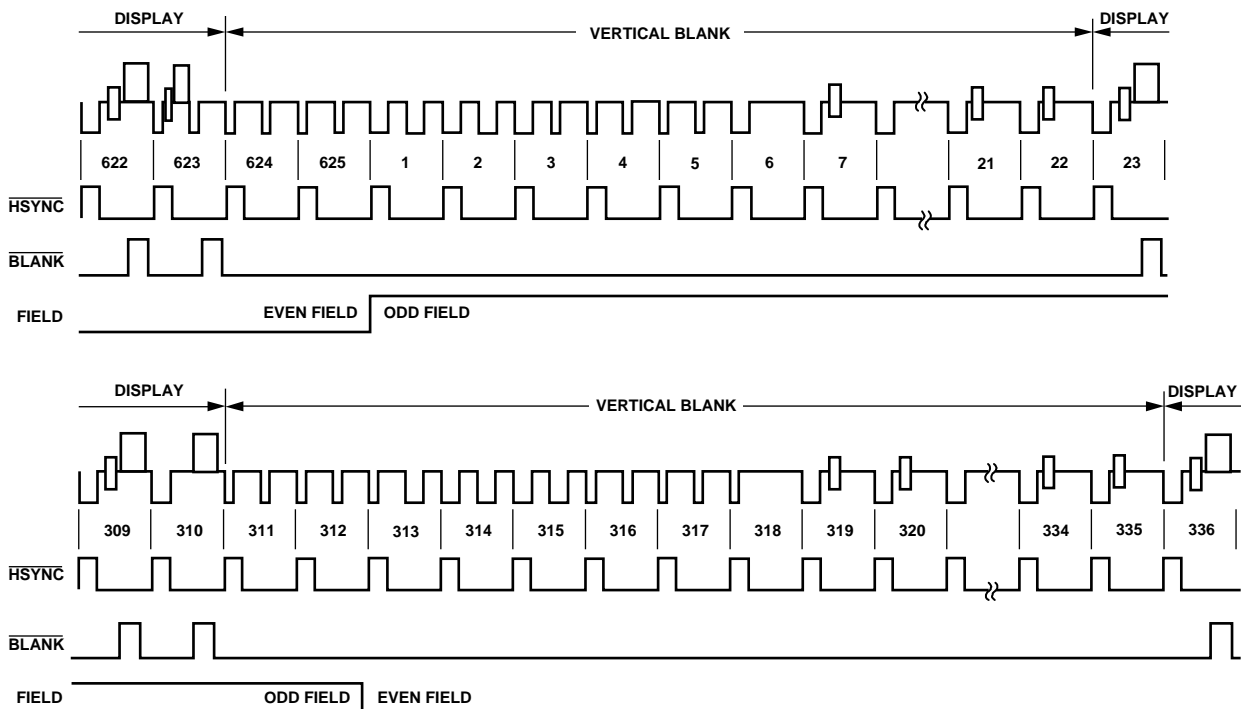 DISPLAY VERTICAL BLANK DISPLAY
622 623 624 625 1 2 3 4 5 6 7 21 22 23
HSYNC
BLANK
FIELD EVEN FIELD ODD FIELD
DISPLAY VERTICAL BLANK DISPLAY
309 310 311 312 313 314 315 316 317 318 319 320 334 335 336
HSYNC
BLANK
FIELD ODD FIELD EVEN FIELD